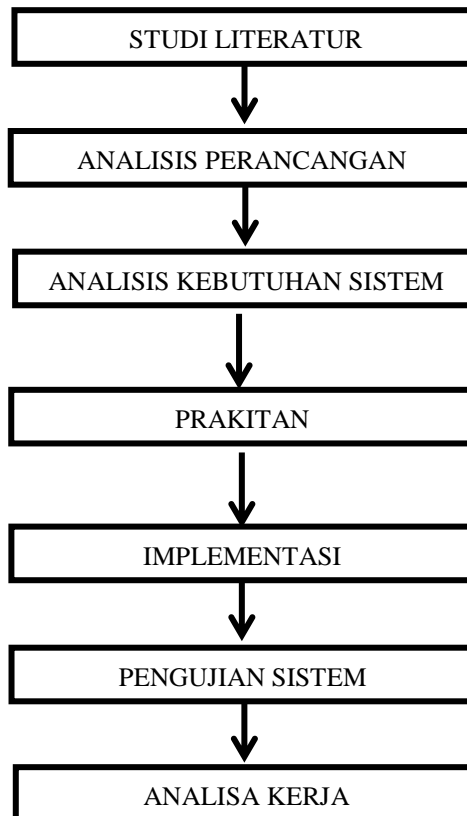 STUDI LITERATUR
ANALISIS PERANCANGAN
ANALISIS KEBUTUHAN SISTEM
PRAKITAN
IMPLEMENTASI
PENGUJIAN SISTEM
ANALISA KERJA